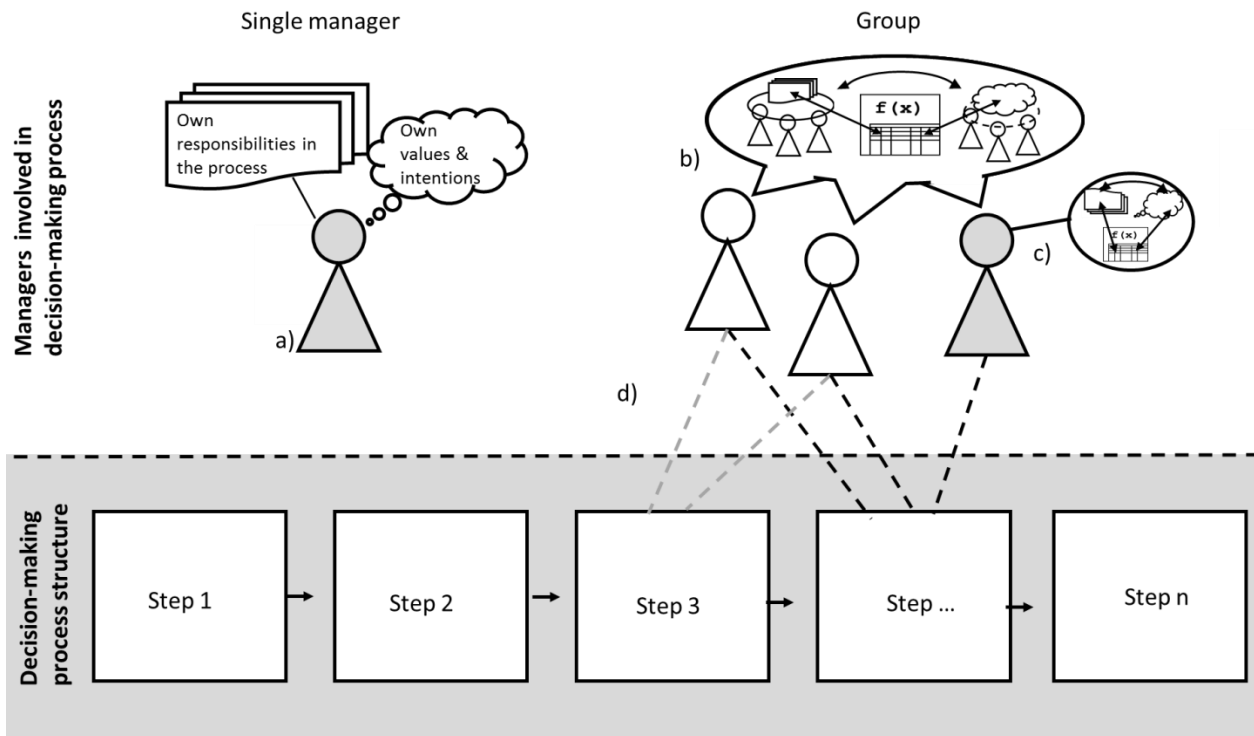 Single manager
Group
Managers involved in
decision-making process
Own
responsibilities in
the process
Own
values &
intentions
a)
b)
f(x)
c)
f(x)
d)
Decision-making
process structure
Step 1
Step 2
Step 3
Step ...
Step n